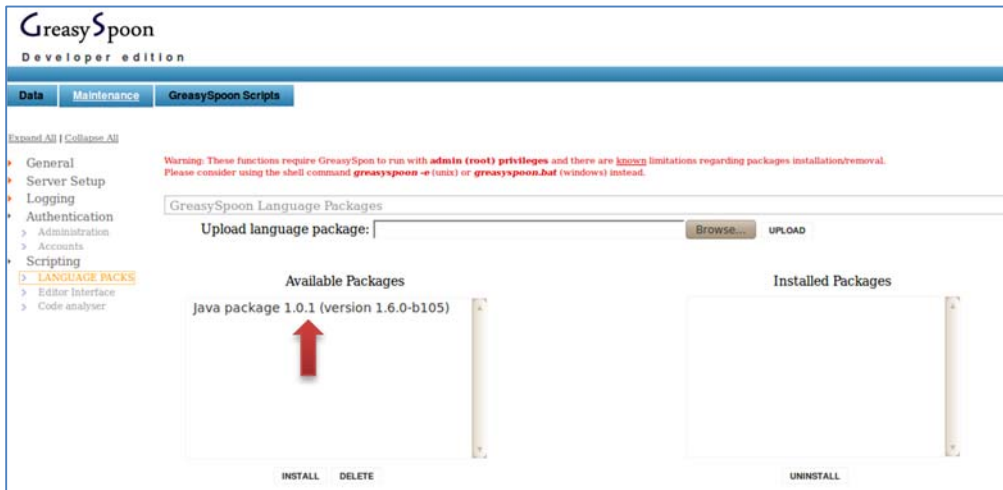 GreasySpoon
Developer edition
Data Maintenance GreasySpoon Scripts
Expand All | Collapse All
General
Server Setup
Logging
Authentication
Administration
Accounts
Scripting
LANGUAGE PACKS
Editor Interface
Code analyser
Warning: These functions require GreasySpon to run with admin (root) privileges and there are known limitations regarding packages installation/removal.
Please consider using the shell command greasyspoon -e (unix) or greasyspoon.bat (windows) instead.
GreasySpoon Language Packages
Upload language package: Browse... UPLOAD
Available Packages
Java package 1.0.1 (version 1.6.0-b105)
INSTALL DELETE
Installed Packages
UNINSTALL